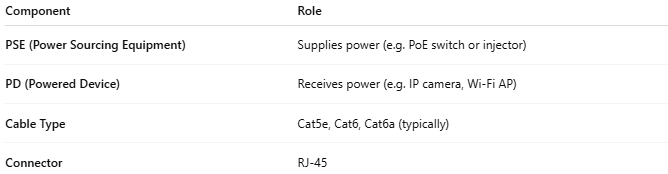 Component Role
PSE (Power Sourcing Equipment) Supplies power (e.g. PoE switch or injector)
PD (Powered Device) Receives power (e.g. IP camera, Wi-Fi AP)
Cable Type Cat5e, Cat6, Cat6a (typically)
Connector RJ-45